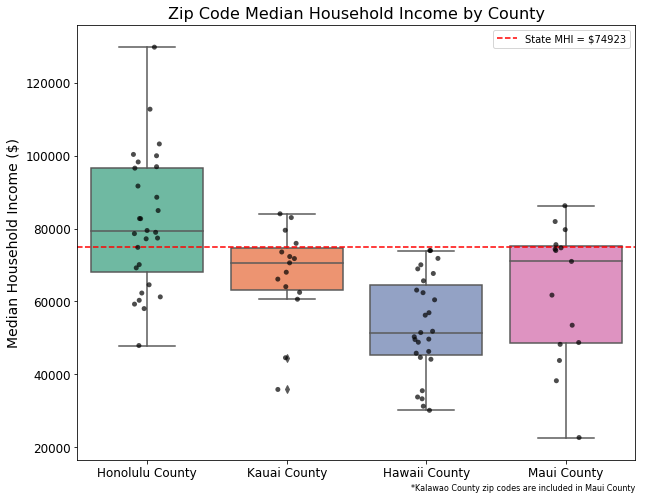 Zip Code Median Household Income by County
State MHI = $74923
Median Household Income ($)
120000
100000
80000
60000
40000
20000
Honolulu County
Kauai County
Hawaii County
Maui County
*Kalawao County zip codes are included in Maui County